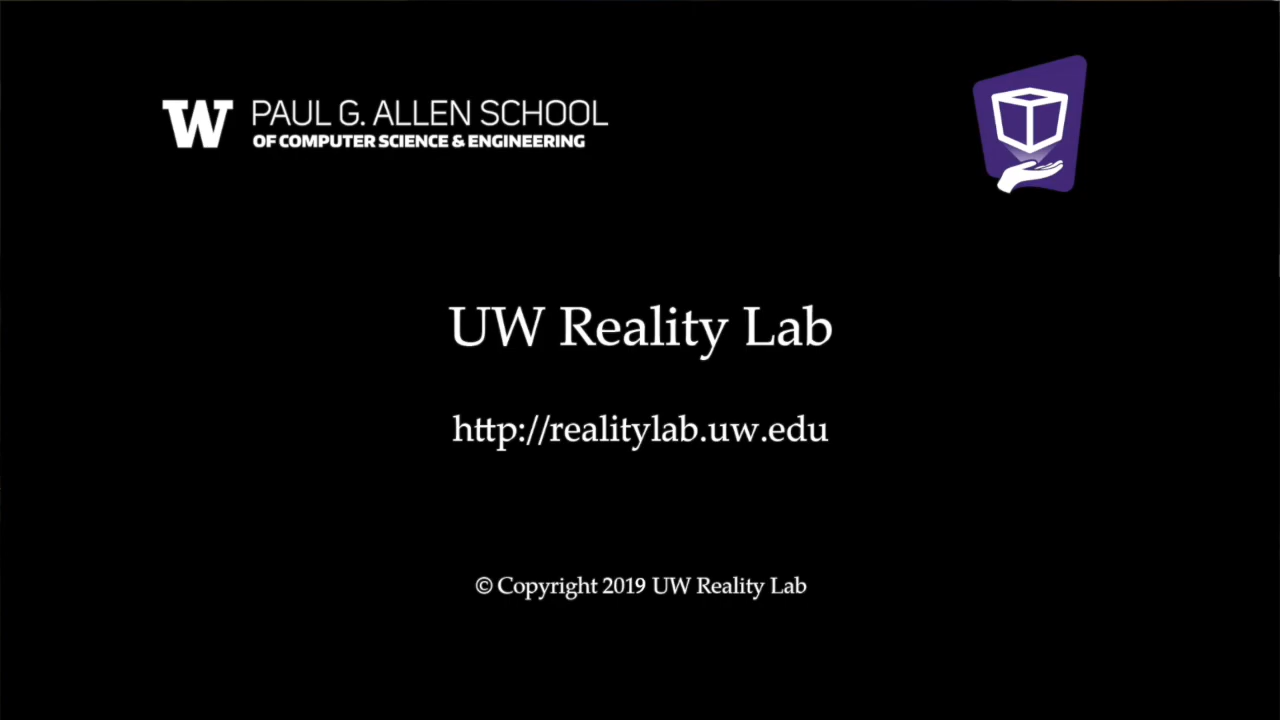 W PAUL G. ALLEN SCHOOL
OF COMPUTER SCIENCE & ENGINEERING
UW Reality Lab
http://realitylab.uw.edu
© Copyright 2019 UW Reality Lab